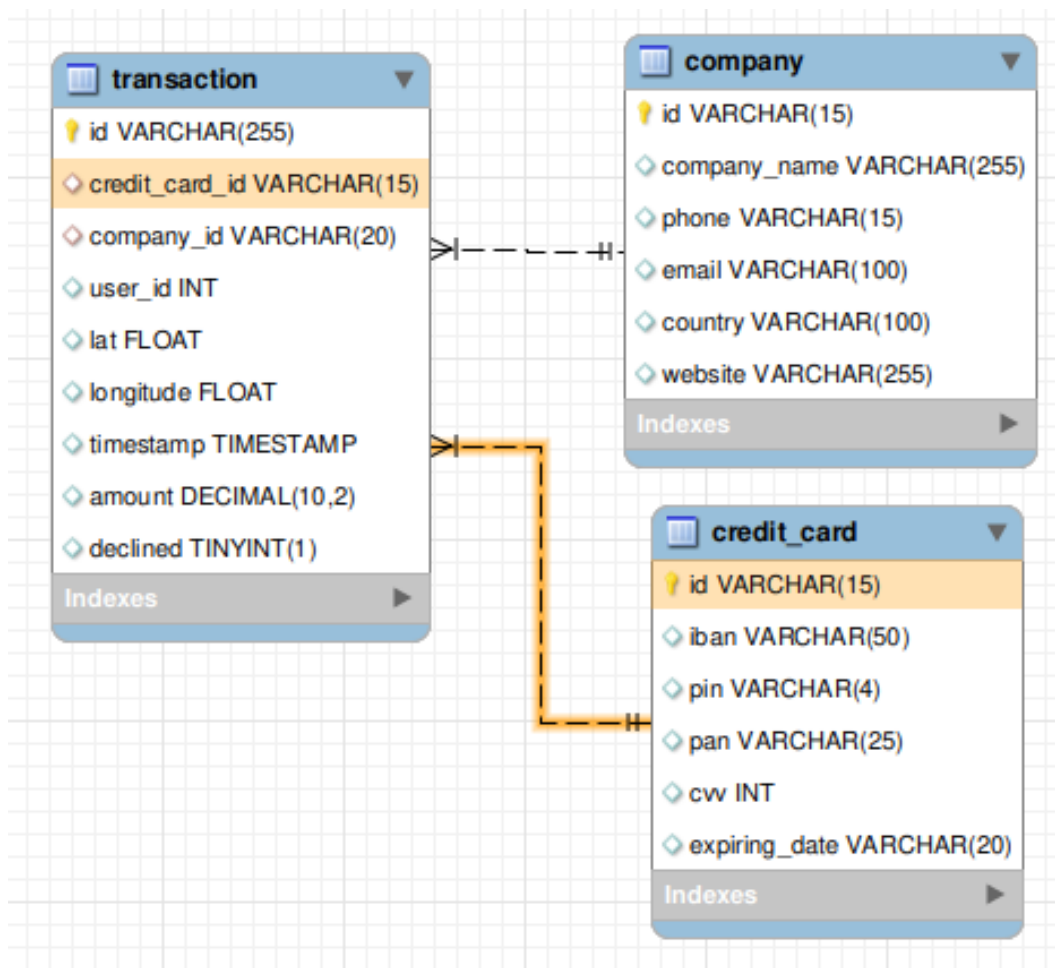 transaction
id VARCHAR(255)
credit_card_id VARCHAR(15)
company_id VARCHAR(20)
user_id INT
lat FLOAT
longitude FLOAT
timestamp TIMESTAMP
amount DECIMAL(10,2)
declined TINYINT(1)
Indexes
company
id VARCHAR(15)
company_name VARCHAR(255)
phone VARCHAR(15)
email VARCHAR(100)
country VARCHAR(100)
website VARCHAR(255)
Indexes
credit_card
id VARCHAR(15)
iban VARCHAR(50)
pin VARCHAR(4)
pan VARCHAR(25)
cvv INT
expiring_date VARCHAR(20)
Indexes